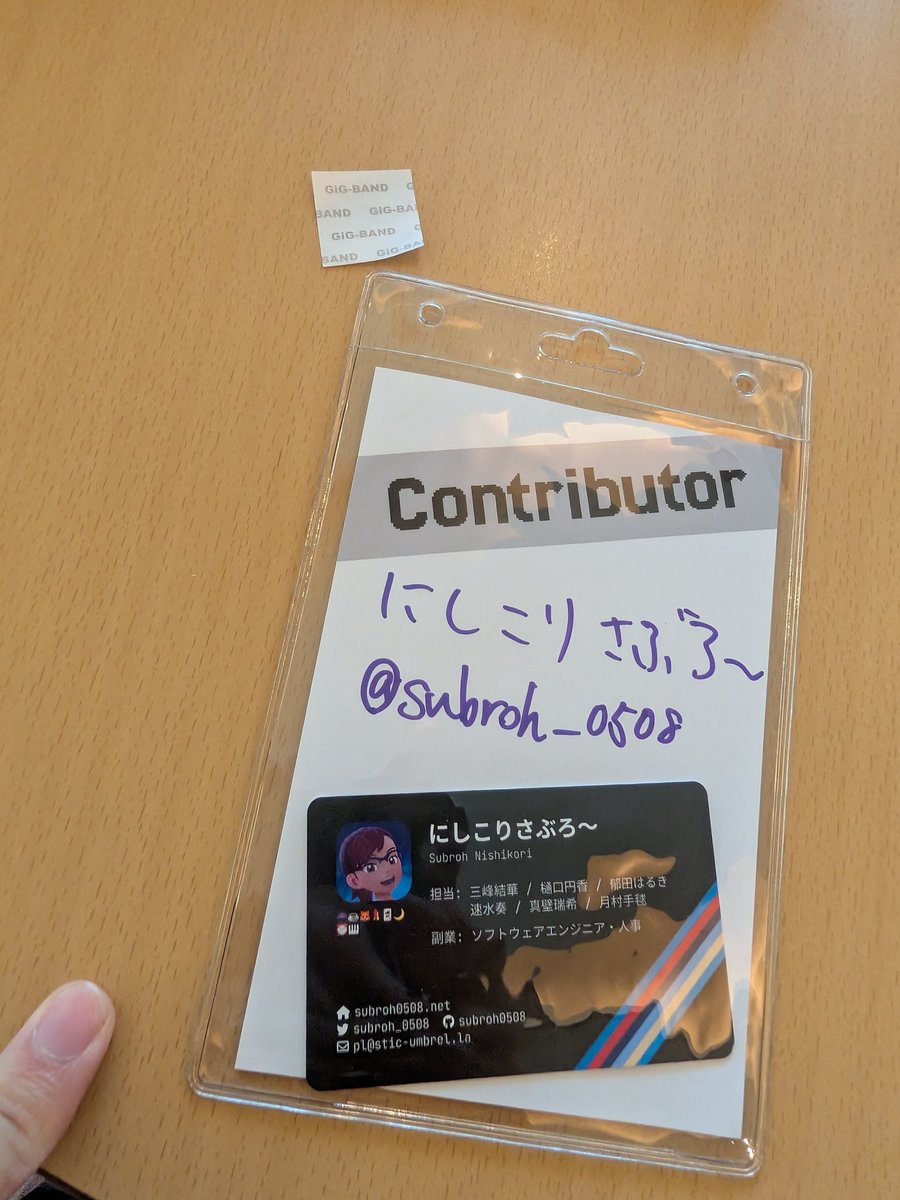 GiG-BAND G
BAND GiG-BA
GiG-BAND G
BAND GiG-B
Contributor
にしこりさぶろ〜
@subroh_0508
にしこりさぶろ〜
Subroh Nishikori
担当: 三峰結華 / 樋口円香 / 郁田はるき
速水奏 / 真壁瑞希 / 月村手毬
副業: ソフトウェアエンジニア・人事
subroh0508.net
subroh_0508 subroh0508
pl@stic-umbrel.la